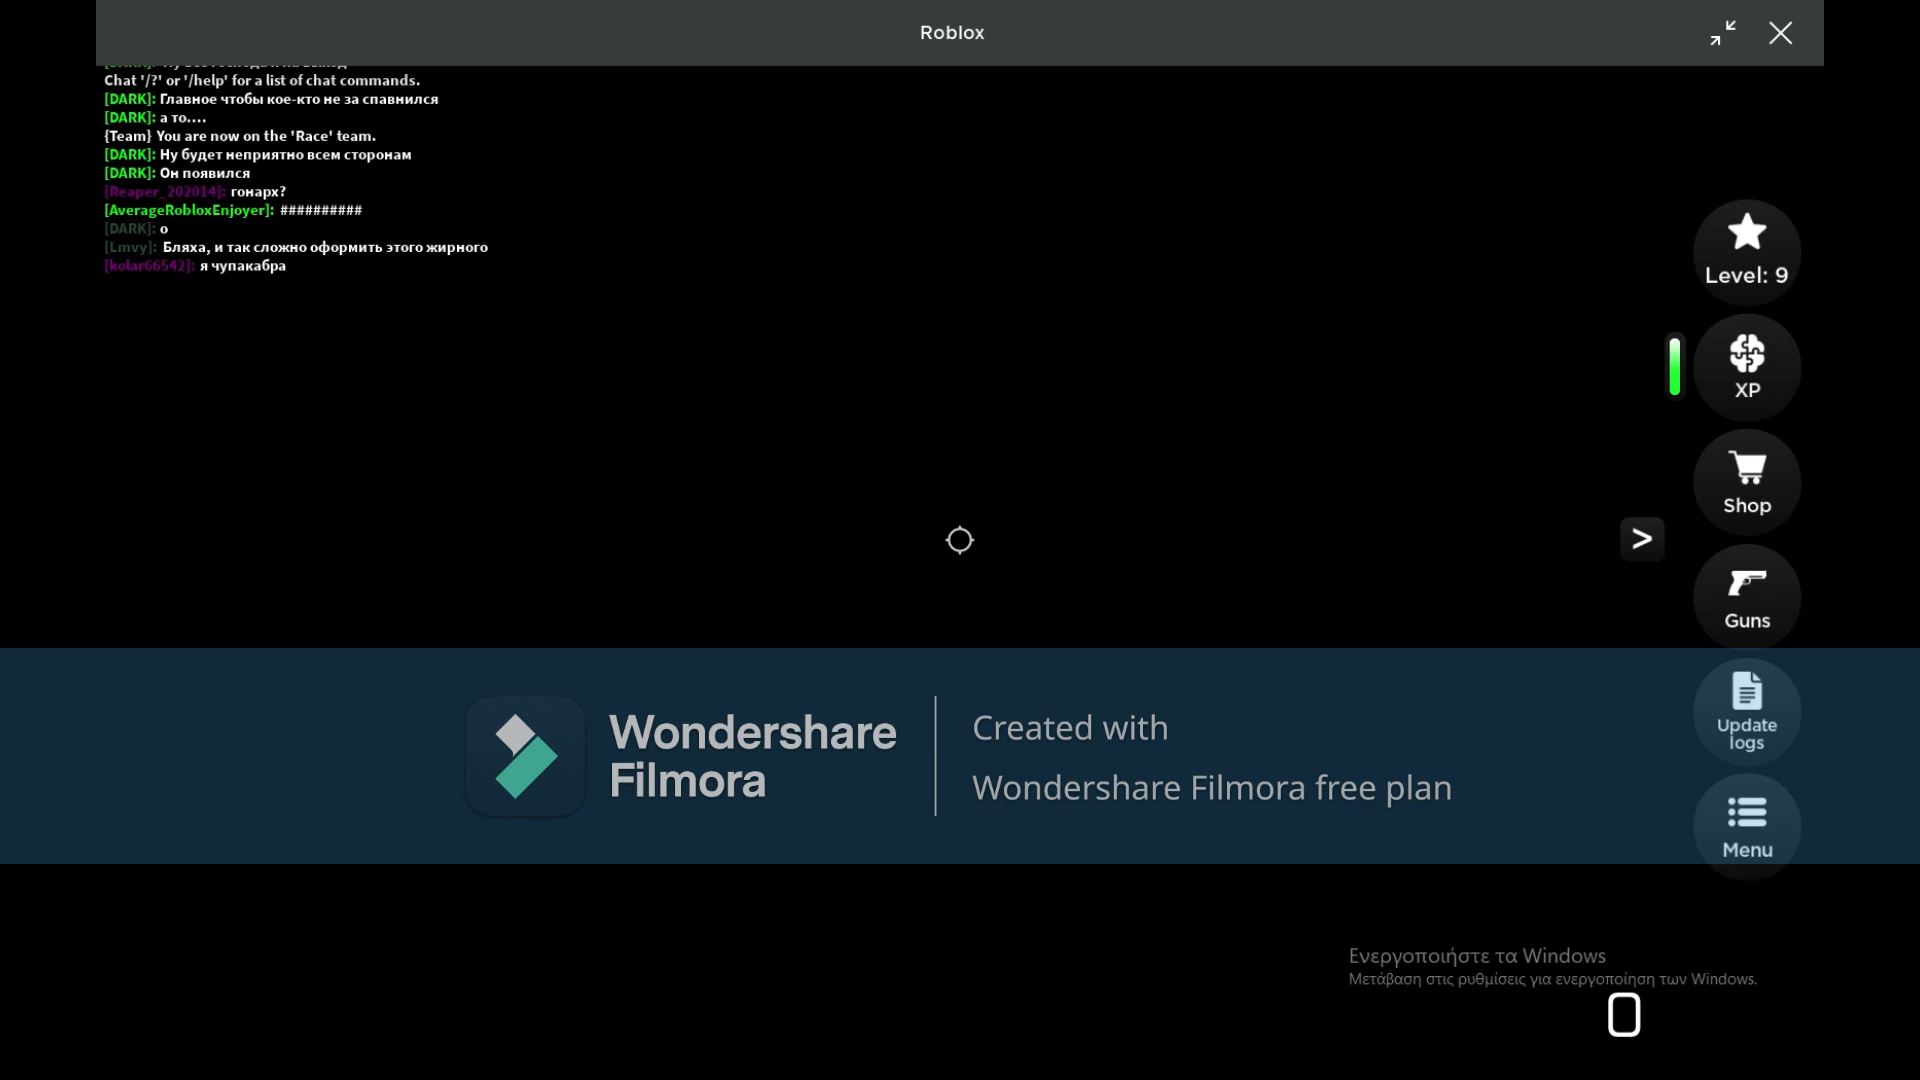 Roblox
Chat '/?' or '/help' for a list of chat commands.
[DARK]: Главное чтобы кое-кто не за спавнился
[DARK]: а то....
{Team} You are now on the 'Race' team.
[DARK]: Ну будет неприятно всем сторонам
[DARK]: Он появился
[Reaper_202014]: гонарх?
[AverageRobloxEnjoyer]: ##########
[DARK]: о
[Lmvy]: Бляха, и так сложно оформить этого жирного
[kolar66542]: я чупакабра
Level: 9
XP
Shop
>
Guns
Update
logs
Menu
Wondershare
Filmora
Created with
Wondershare Filmora free plan
Ενεργοποιήστε τα Windows
Μετάβαση στις ρυθμίσεις για ενεργοποίηση των Windows.
0